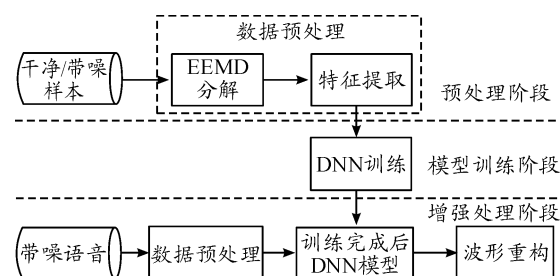 数据预处理
干净/带噪
样本
EEMD
分解
特征提取
预处理阶段
DNN训练
模型训练阶段
增强处理阶段
带噪语音
数据预处理
训练完成后
DNN模型
波形重构